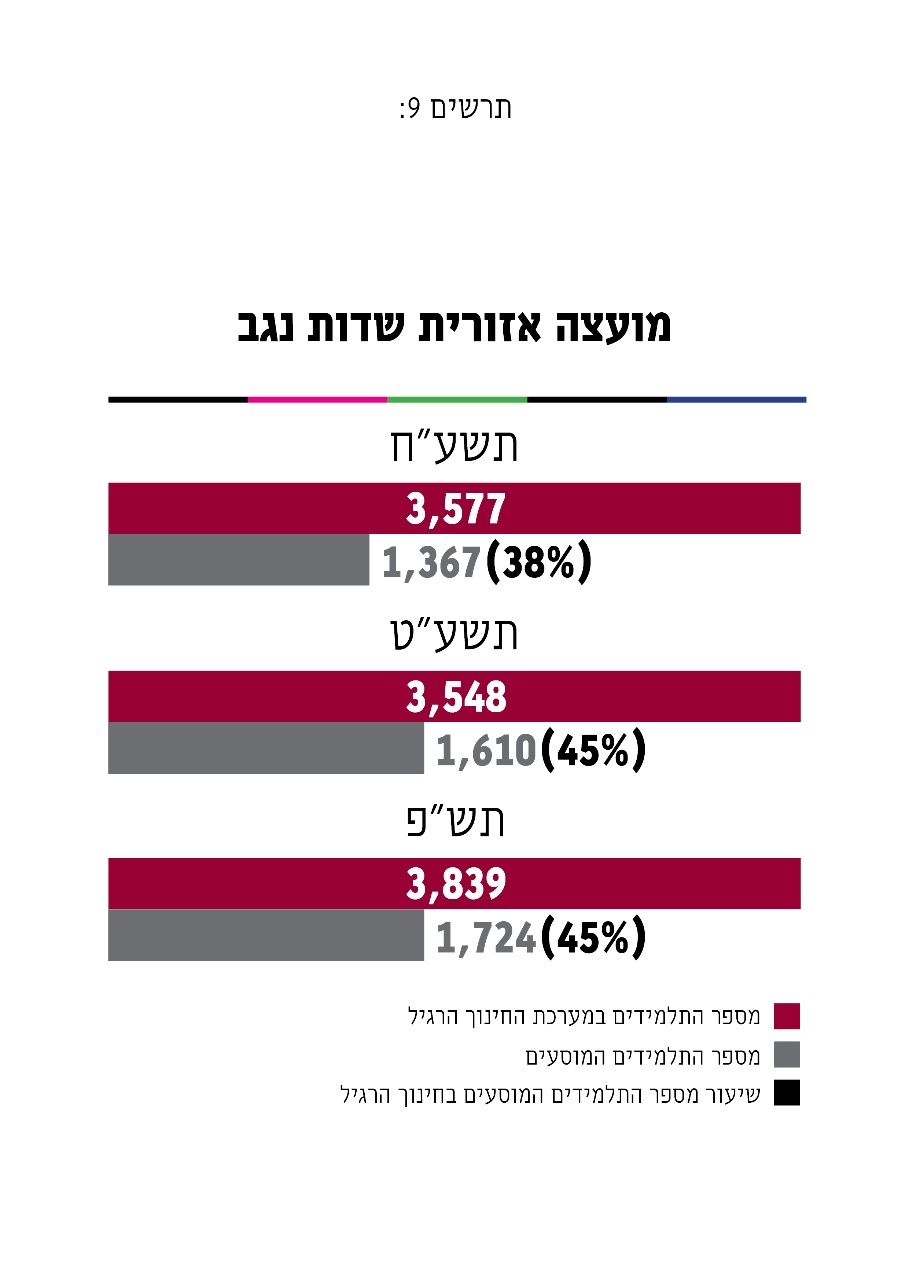 תרשים 9:
מועצה אזורית שדות נגב
תשע"ח
3,577
1,367 (38%)
תשע"ט
3,548
1,610 (45%)
תש"פ
3,839
1,724 (45%)
מספר התלמידים במערכת החינוך הרגיל
מספר התלמידים המוסעים
שיעור מספר התלמידים המוסעים בחינוך הרגיל